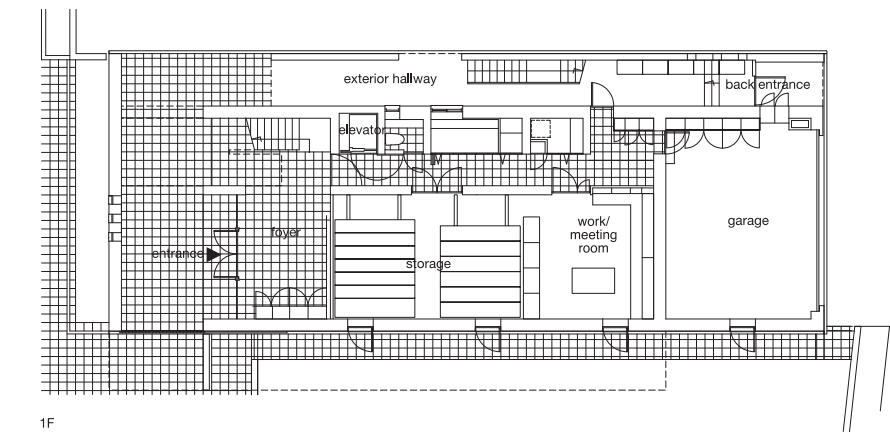 exterior hallway
back entrance
elevator
foyer
entrance
storage
work/
meeting
room
garage
1F